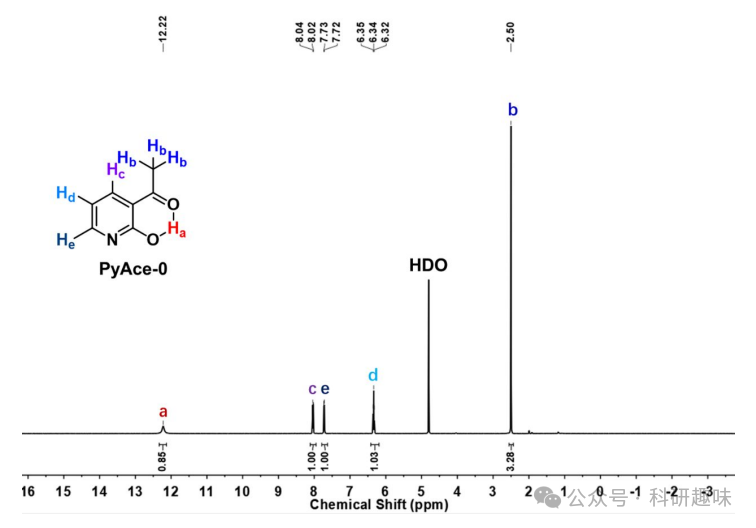 12.22
8.04
8.02
7.73
7.72
6.35
6.34
6.32
2.50
b
Hb
Hb
Hb
Hc
Hd
O
Ha
He
N
O
PyAce-0
HDO
a
c
e
d
0.85
1.00
1.00
1.03
3.28
16 15 14 13 12 11 10 9 8 7 6 5 4 3 2 1 0 -1 -2 -3
Chemical Shift (ppm)
公众号 · 科研趣味